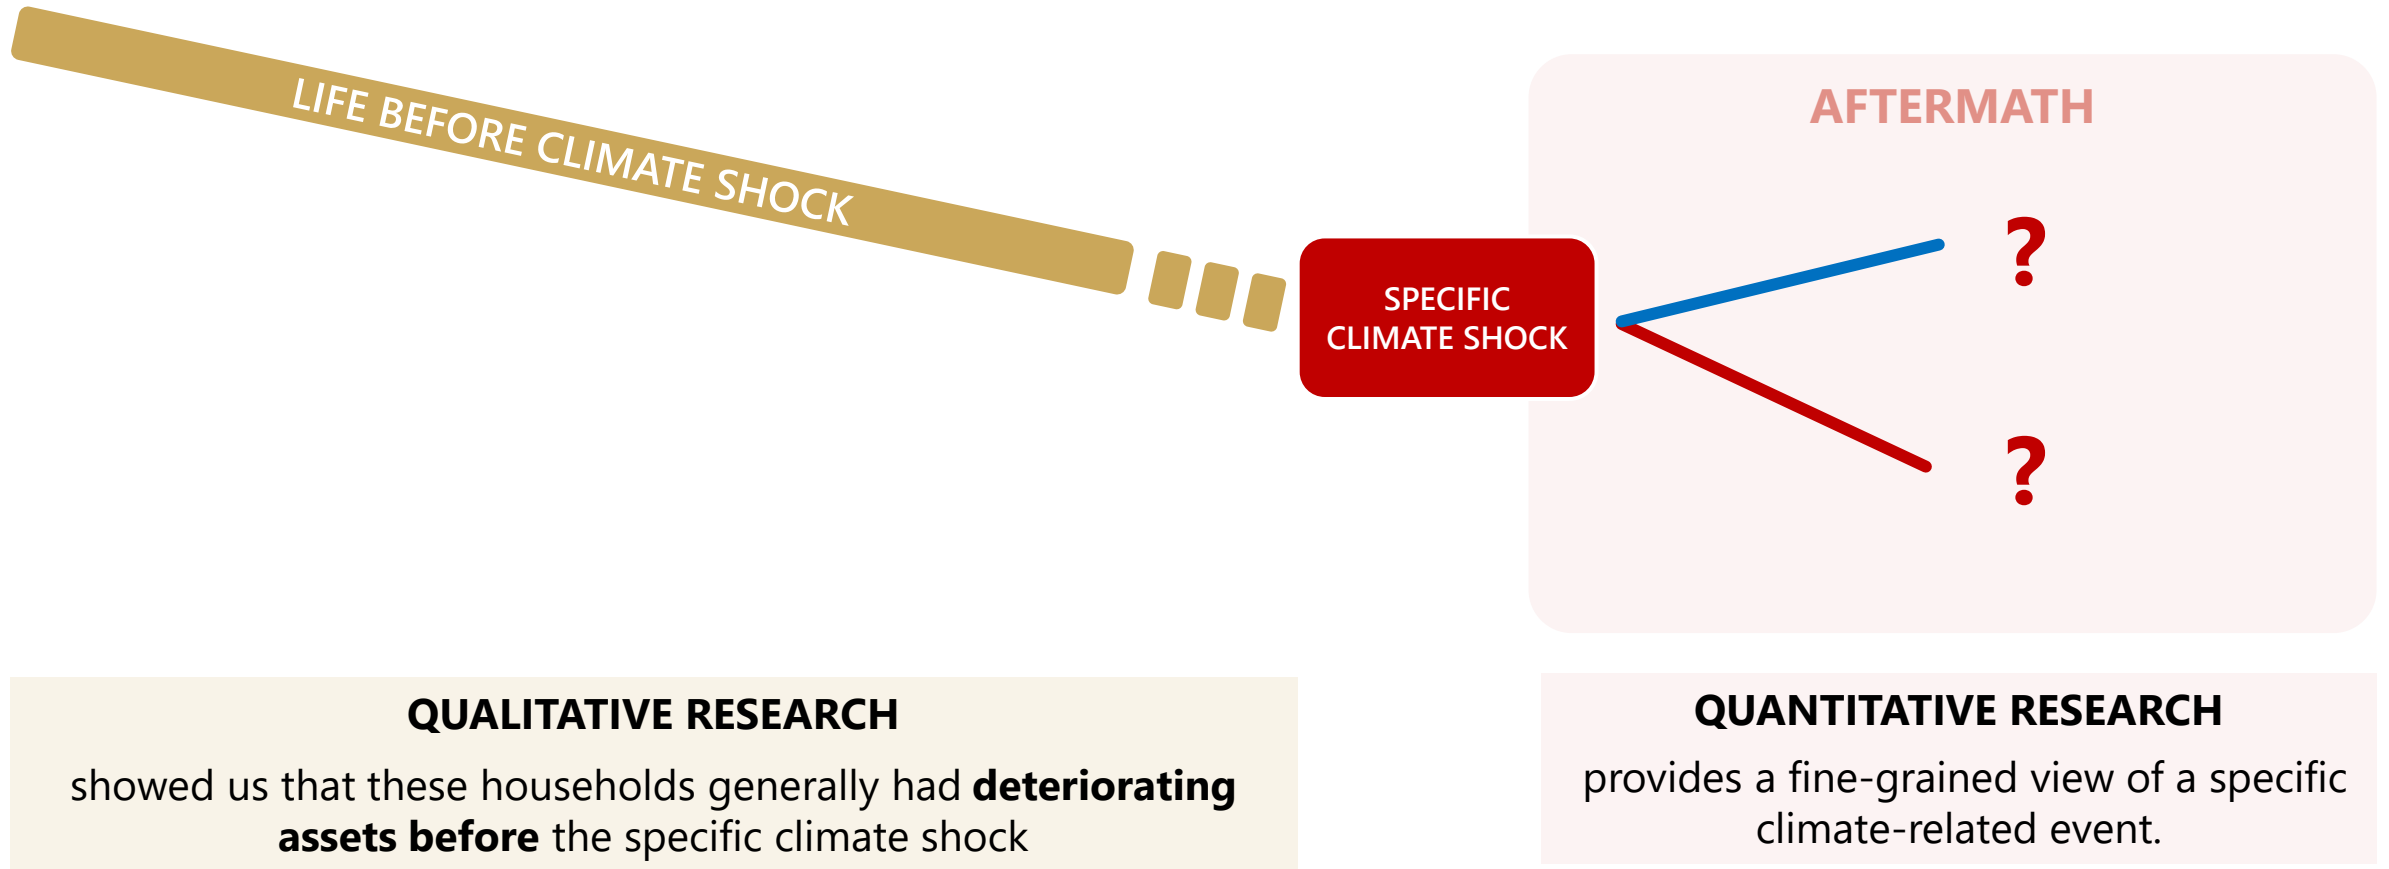 LIFE BEFORE CLIMATE SHOCK
SPECIFIC
CLIMATE SHOCK
AFTERMATH
?
?
QUALITATIVE RESEARCH
showed us that these households generally had deteriorating
assets before the specific climate shock
QUANTITATIVE RESEARCH
provides a fine-grained view of a specific
climate-related event.